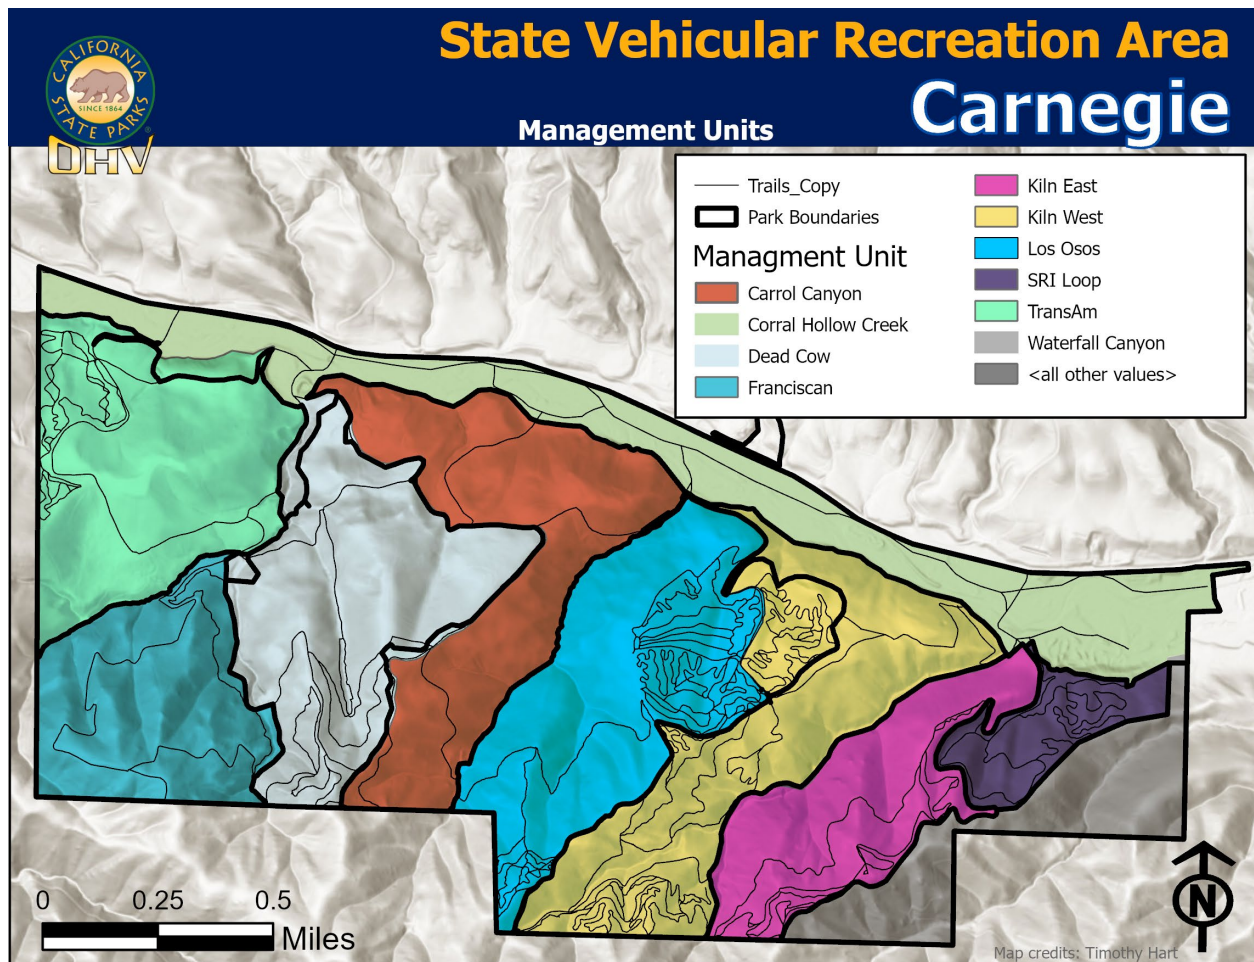 State Vehicular Recreation Area
Carnegie
Management Units
CALIFORNIA
SINCE 1864
STATE PARKS
OHV
Trails_Copy
Park Boundaries
Managment Unit
Carrol Canyon
Corral Hollow Creek
Dead Cow
Franciscan
Kiln East
Kiln West
Los Osos
SRI Loop
TransAm
Waterfall Canyon
<all other values>
0 0.25 0.5
Miles
N
Map credits: Timothy Hart